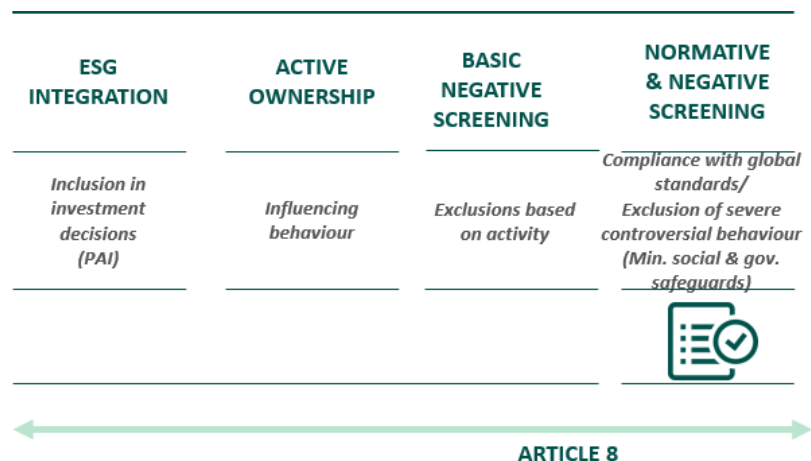 ESG
INTEGRATION
ACTIVE
OWNERSHIP
BASIC
NEGATIVE
SCREENING
NORMATIVE
& NEGATIVE
SCREENING
Inclusion in
investment
decisions
(PAI)
Influencing
behaviour
Exclusions based
on activity
Compliance with global
standards/
Exclusion of severe
controversial behaviour
(Min. social & gov.
safeguards)
ARTICLE 8